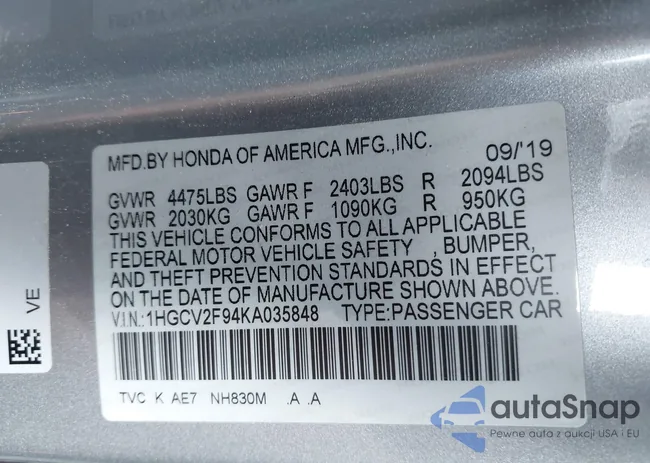 MFD.BY HONDA OF AMERICA MFG.,INC. 09/'19
GVWR 4475LBS GAWR F 2403LBS R 2094LBS
GVWR 2030KG GAWR F 1090KG R 950KG
THIS VEHICLE CONFORMS TO ALL APPLICABLE
FEDERAL MOTOR VEHICLE SAFETY , BUMPER,
AND THEFT PREVENTION STANDARDS IN EFFECT
ON THE DATE OF MANUFACTURE SHOWN ABOVE.
V.I.N.:1HGCV2F94KA035848 TYPE:PASSENGER CAR
TVC K AE7 NH830M .A .A
VE
autaSnap
Pewne auta z aukcji USA i EU